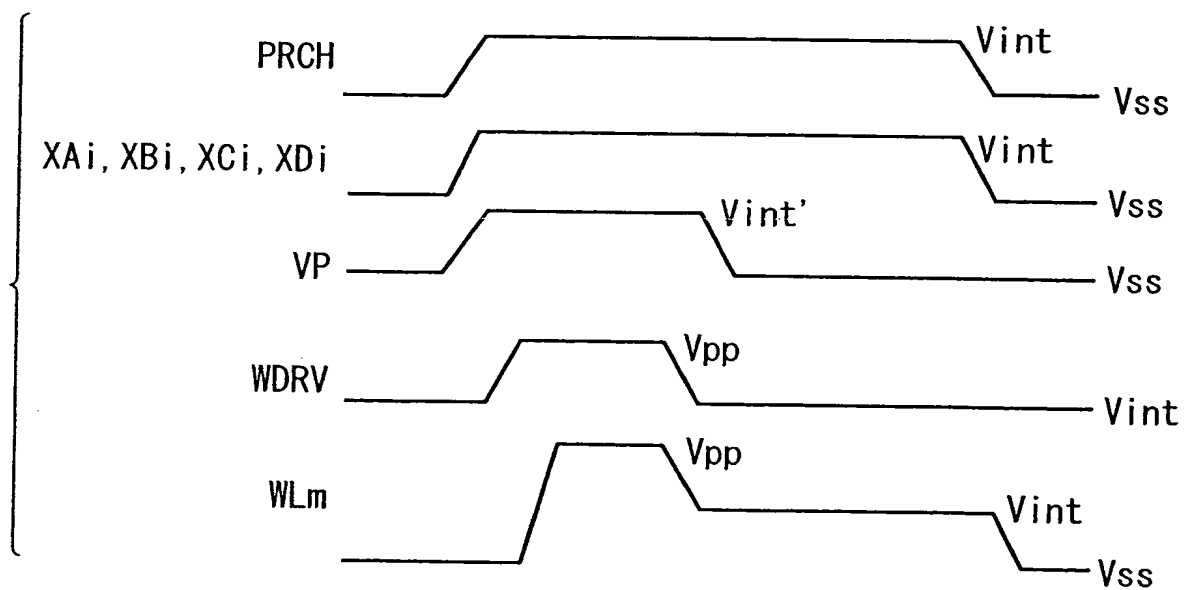 PRCH Vint
Vss
XAi, XBi, XCi, XDi Vint
Vss
VP Vint'
Vss
WDRV Vpp
Vint
WLm Vpp
Vint
Vss